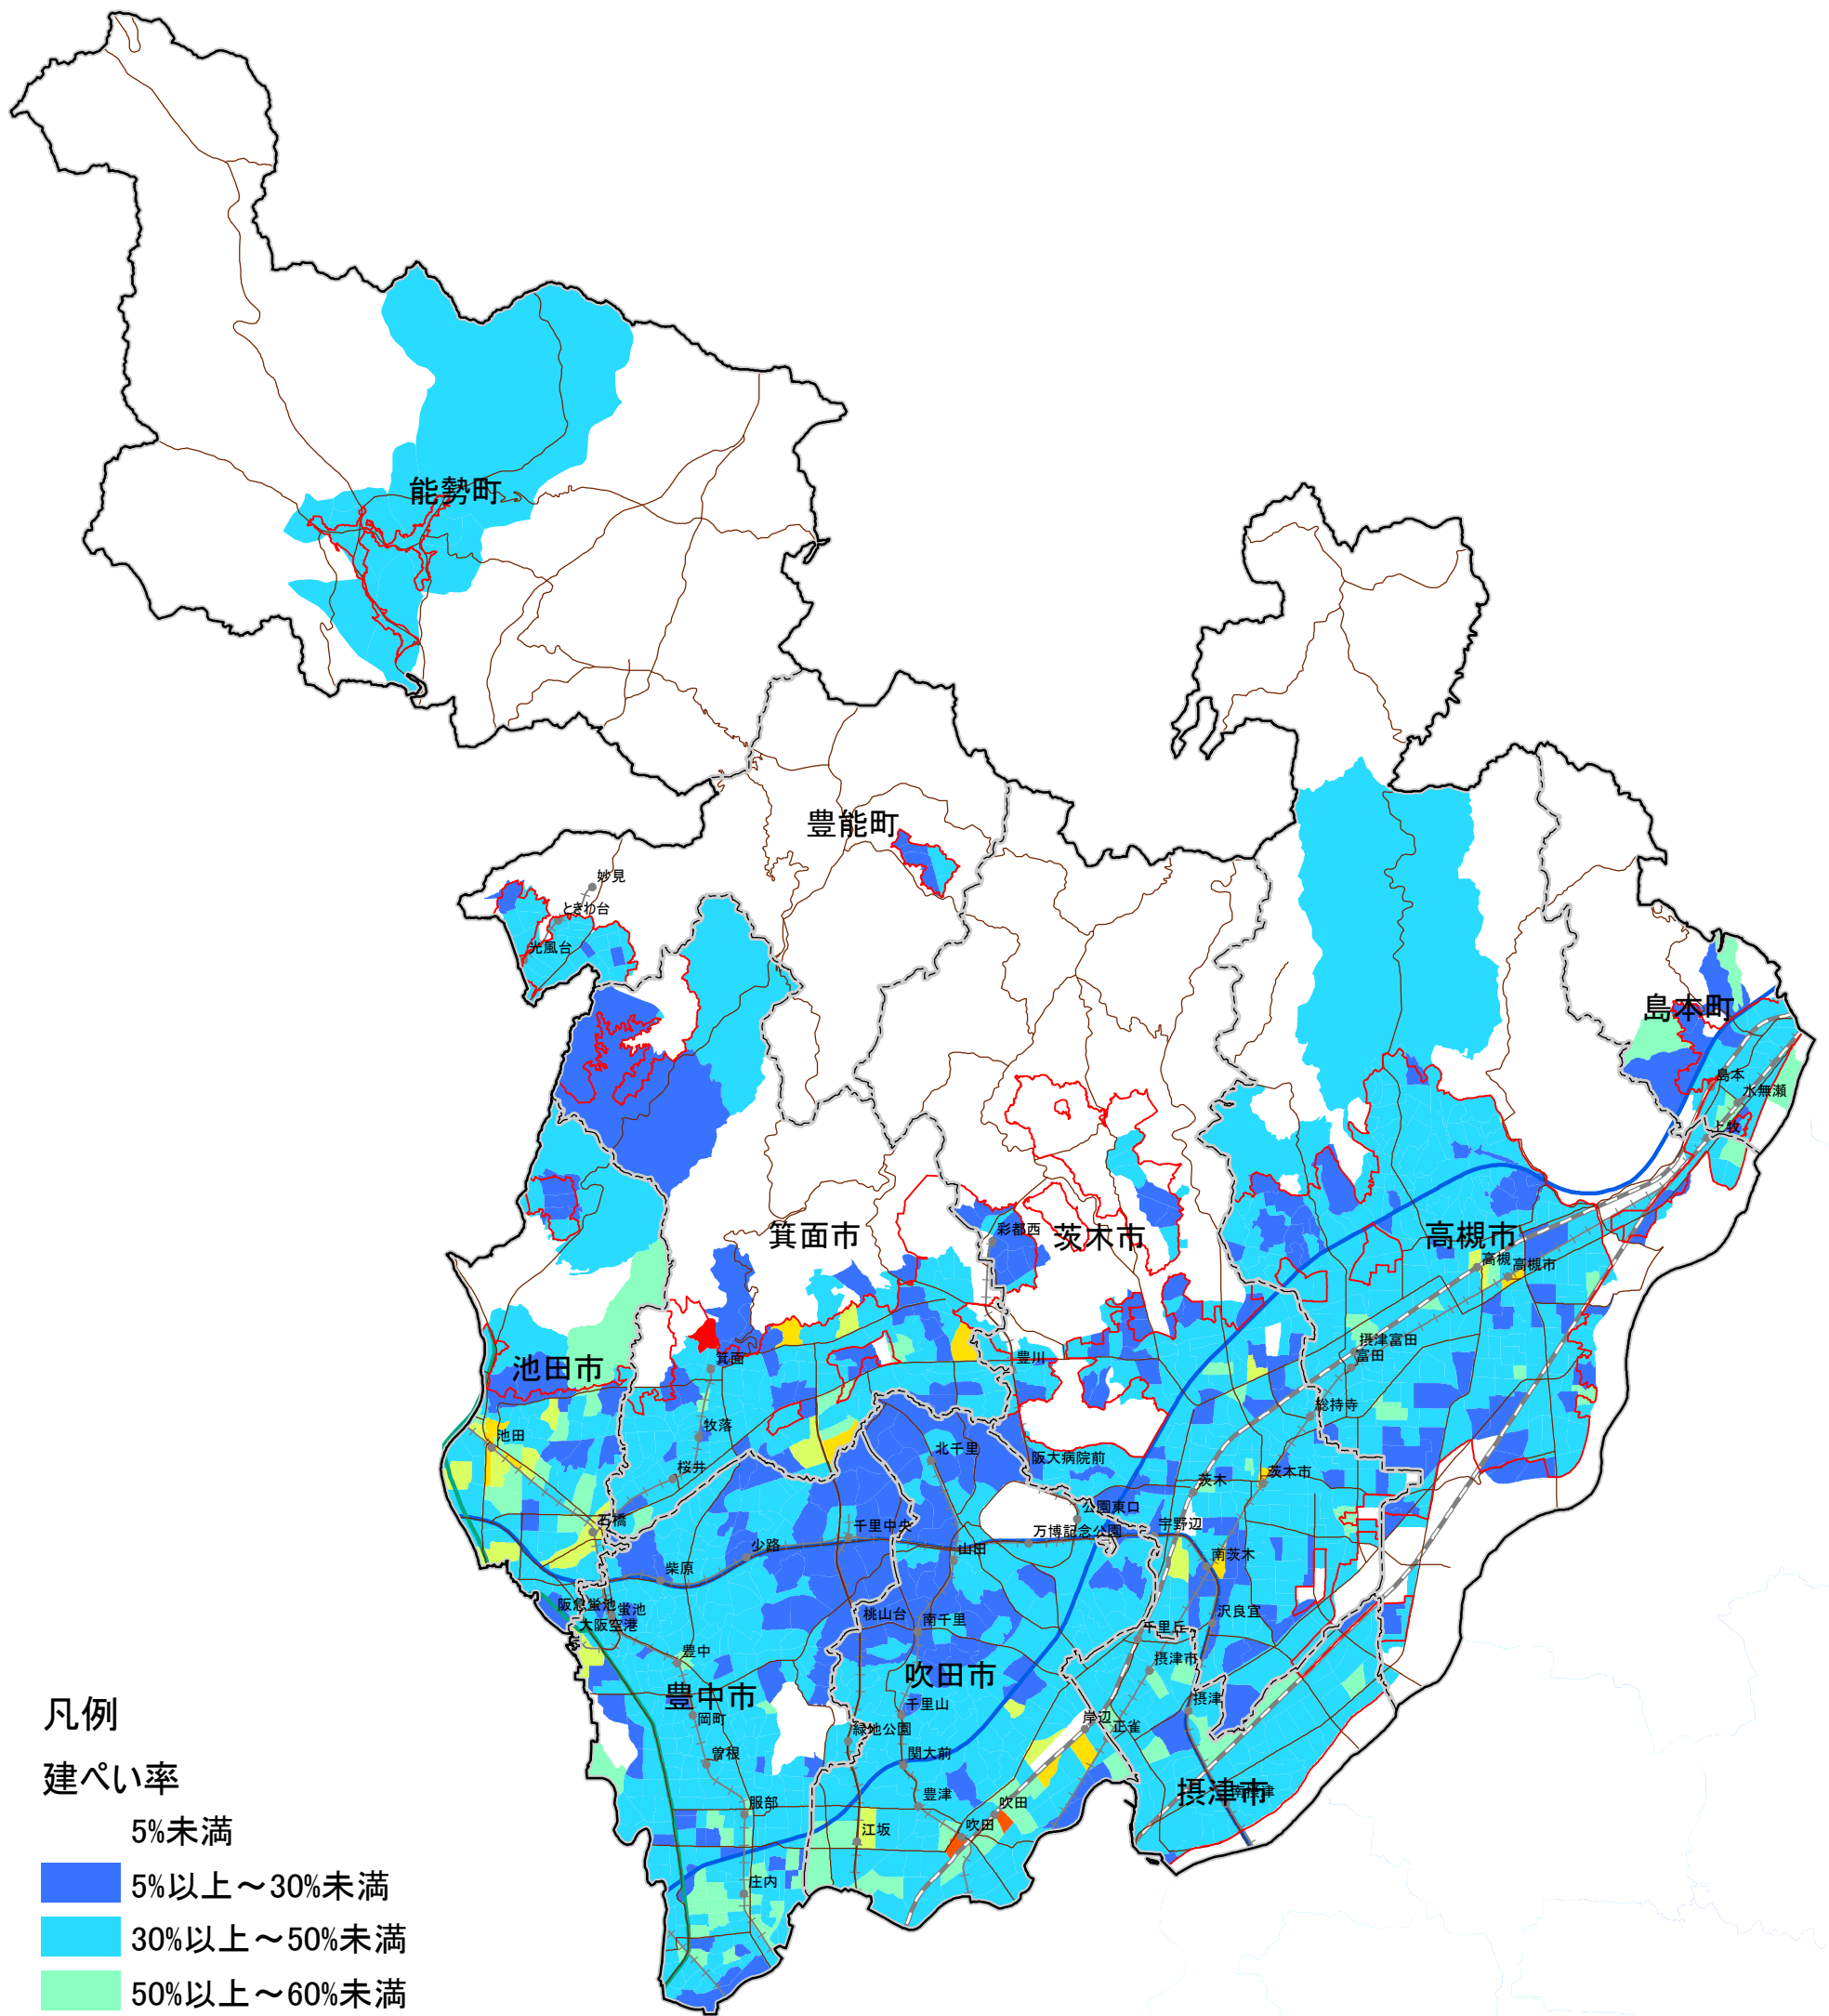 能勢町
豊能町
妙見
ときわ台
光風台
島本町
島本
水無瀬
上牧
箕面市
彩都西
茨木市
高槻市
高槻
高槻市
摂津富田
富田
豊川
池田市
箕面
総持寺
牧落
池田
北千里
桜井
阪大病院前
茨木
茨木市
公園東口
石橋
千里中央
万博記念公園
宇野辺
少路
山田
南茨木
柴原
阪急蛍池
蛍池
大阪空港
桃山台
南千里
沢良宜
千里丘
豊中
摂津市
吹田市
豊中市
千里山
摂津
岡町
緑地公園
岸辺
正雀
曽根
関大前
豊津
摂津市
南摂津
服部
吹田
江坂
吹田
庄内
凡例
建ぺい率
5%未満
5%以上～30%未満
30%以上～50%未満
50%以上～60%未満